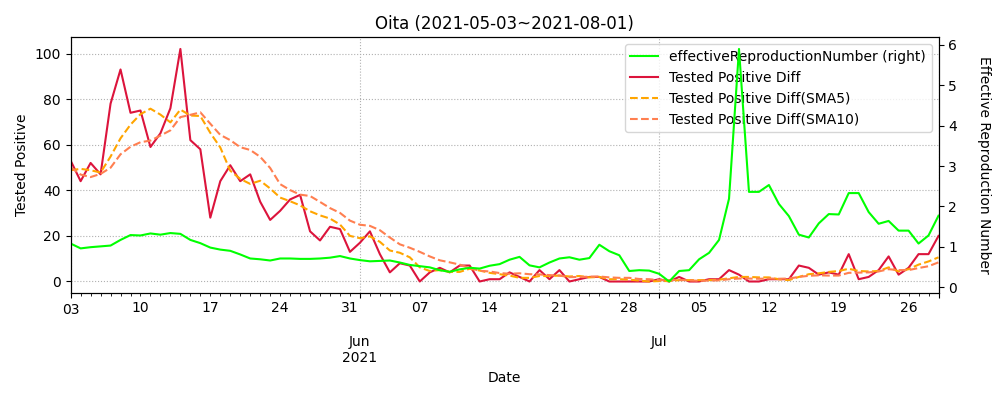 Oita (2021-05-03~2021-08-01)
effectiveReproductionNumber (right)
Tested Positive Diff
Tested Positive Diff(SMA5)
Tested Positive Diff(SMA10)
Tested Positive
100
80
60
40
20
0
Effective Reproduction Number
6
5
4
3
2
1
0
03 10 17 24 31 07 14 21 28 05 12 19 26
Jun Jul
2021
Date